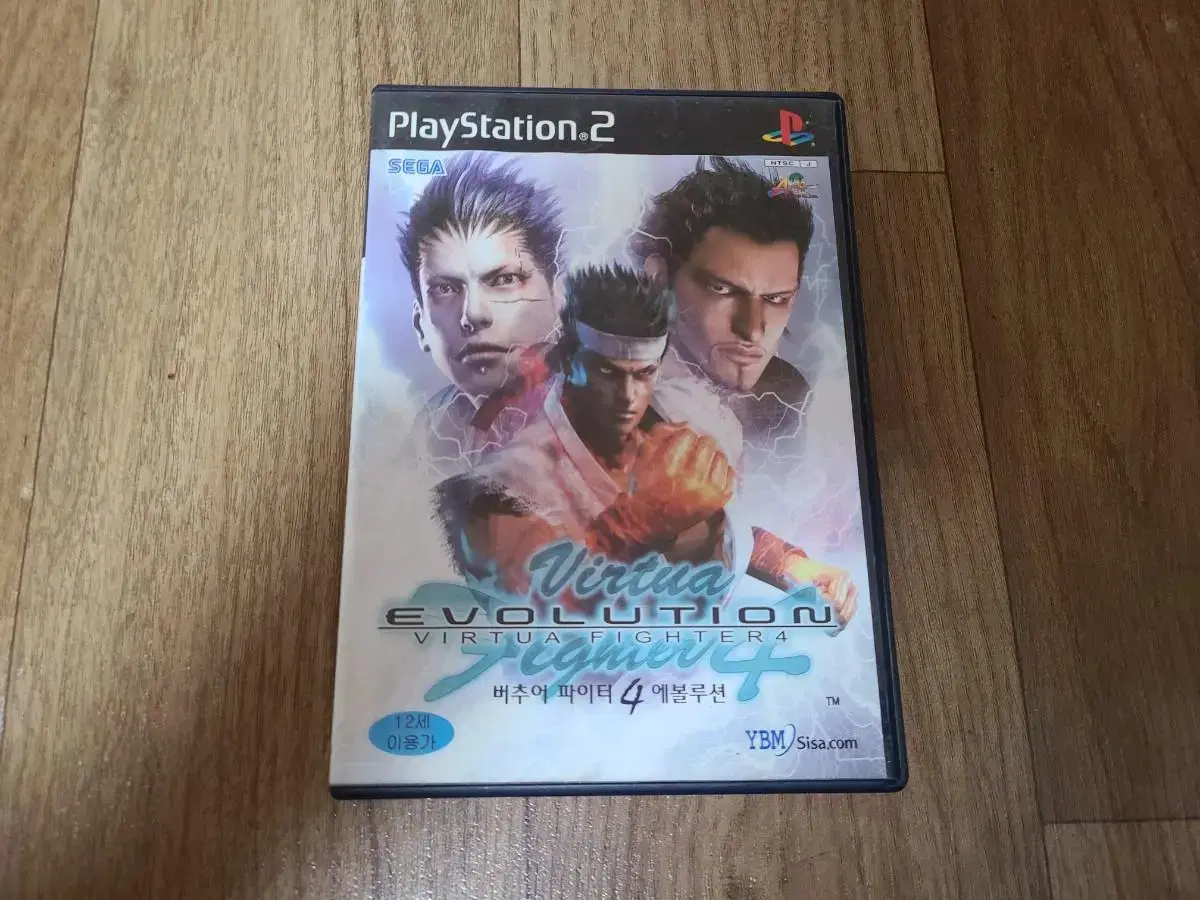 PlayStation®2
SEGA
NTSC J
Virtua
EVOLUTION
VIRTUA FIGHTER 4
Fighter 4
버추어 파이터 4 에볼루션
TM
12세
이용가
YBM Sisa.com